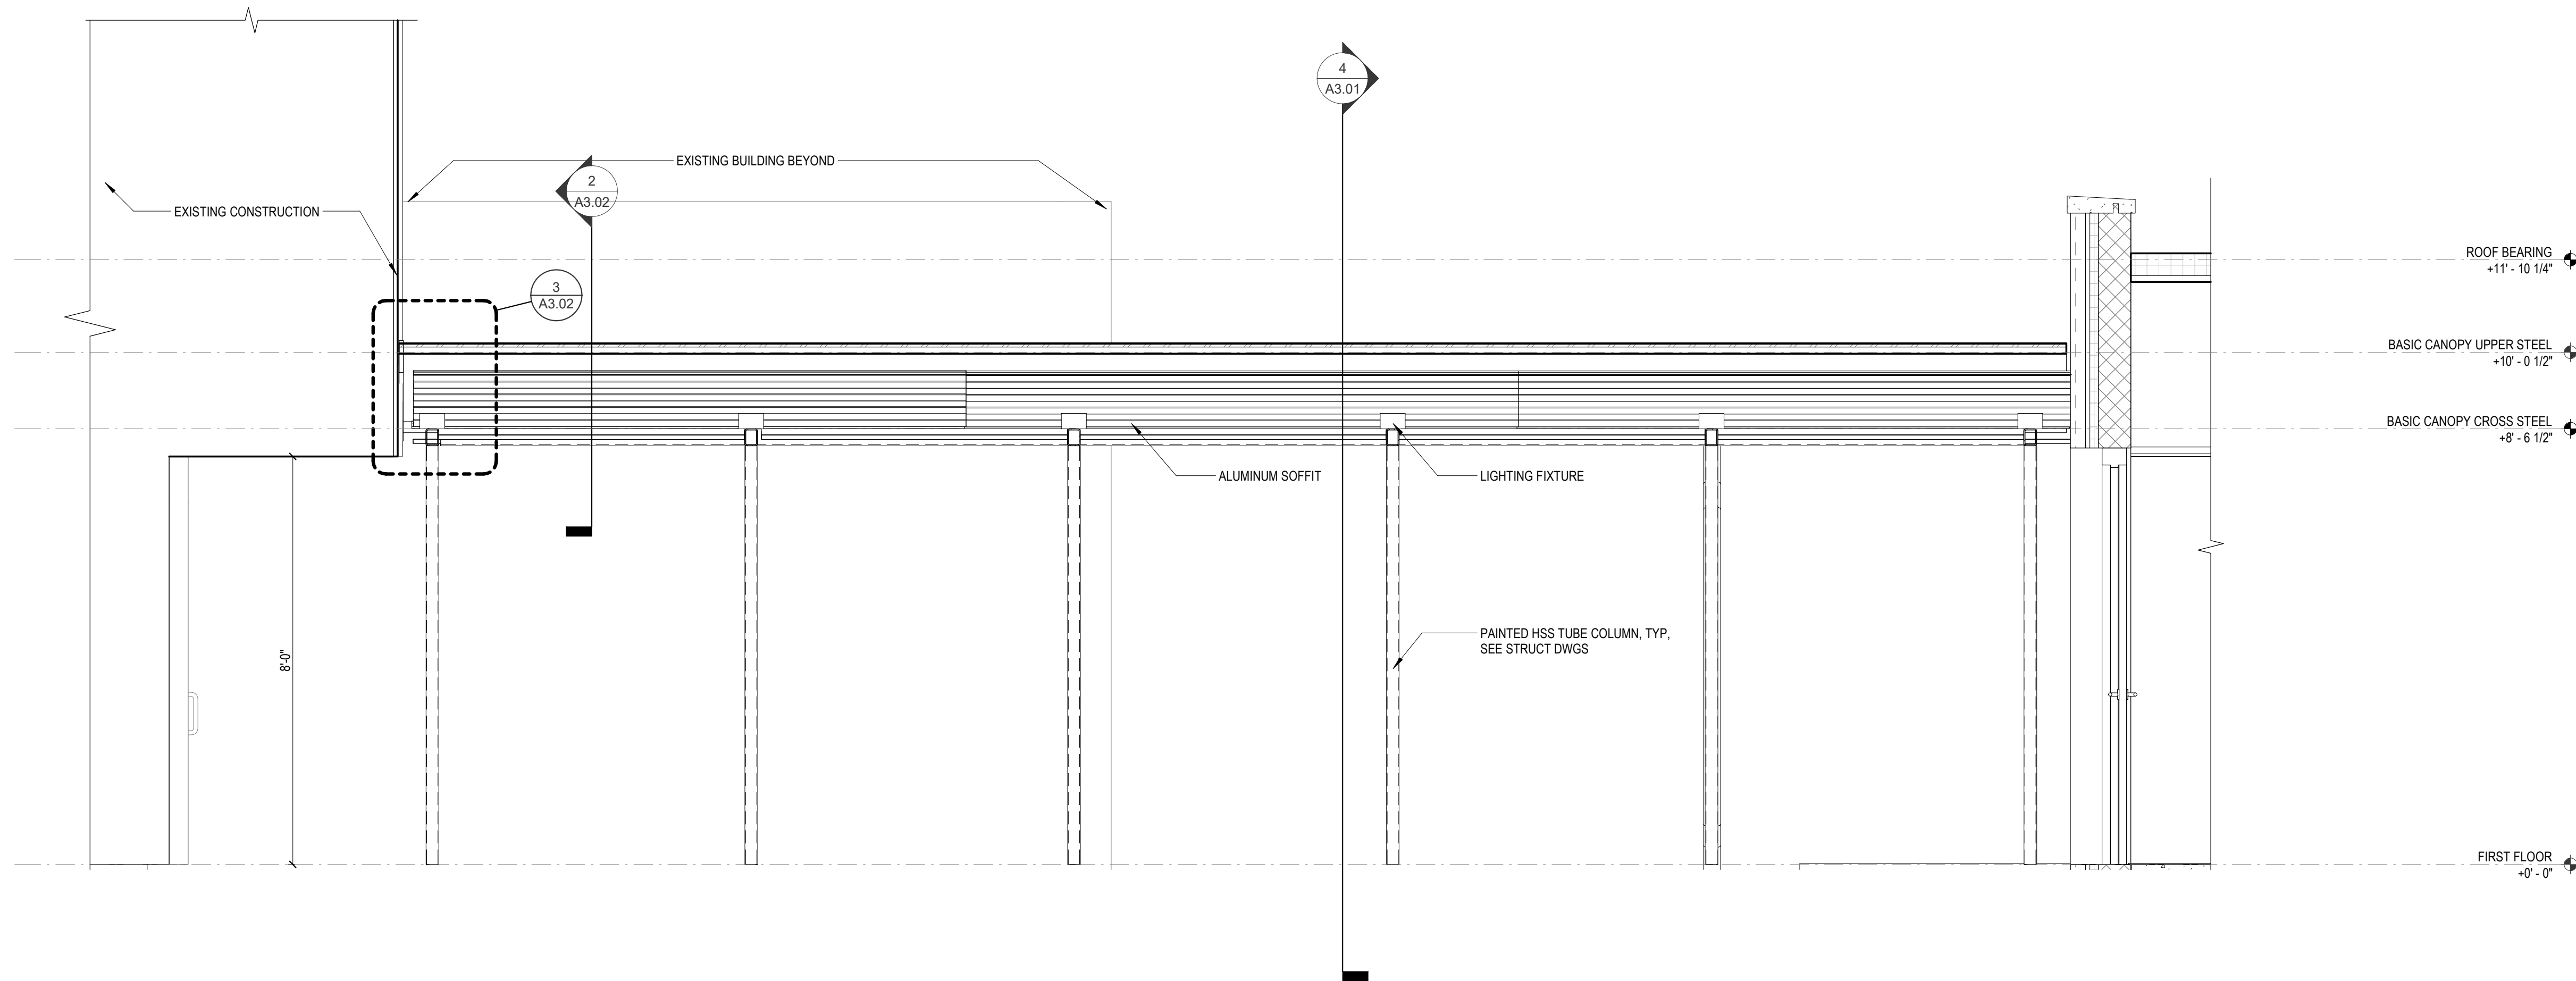 4
A3.01
EXISTING BUILDING BEYOND
2
A3.02
EXISTING CONSTRUCTION
ROOF BEARING
+11' - 10 1/4"
3
A3.02
BASIC CANOPY UPPER STEEL
+10' - 0 1/2"
BASIC CANOPY CROSS STEEL
+8' - 6 1/2"
ALUMINUM SOFFIT
LIGHTING FIXTURE
8'-0"
PAINTED HSS TUBE COLUMN, TYP,
SEE STRUCT DWGS
FIRST FLOOR
+0' - 0"